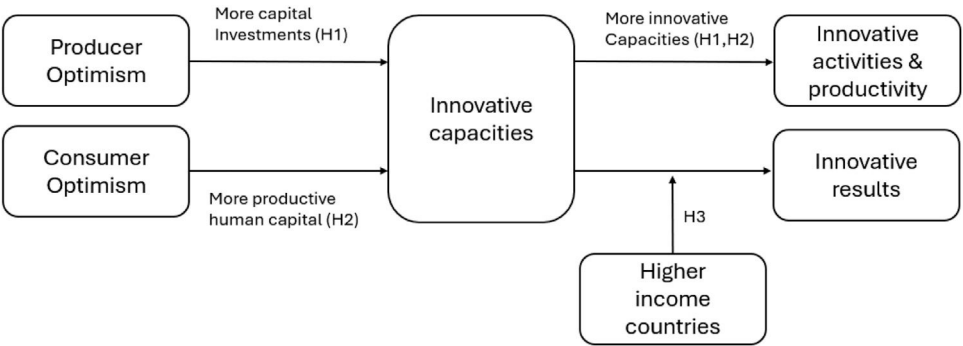 Producer
Optimism
More capital
Investments (H1)
Consumer
Optimism
More productive
human capital (H2)
Innovative
capacities
More innovative
Capacities (H1,H2)
Innovative
activities &
productivity
Innovative
results
H3
Higher
income
countries